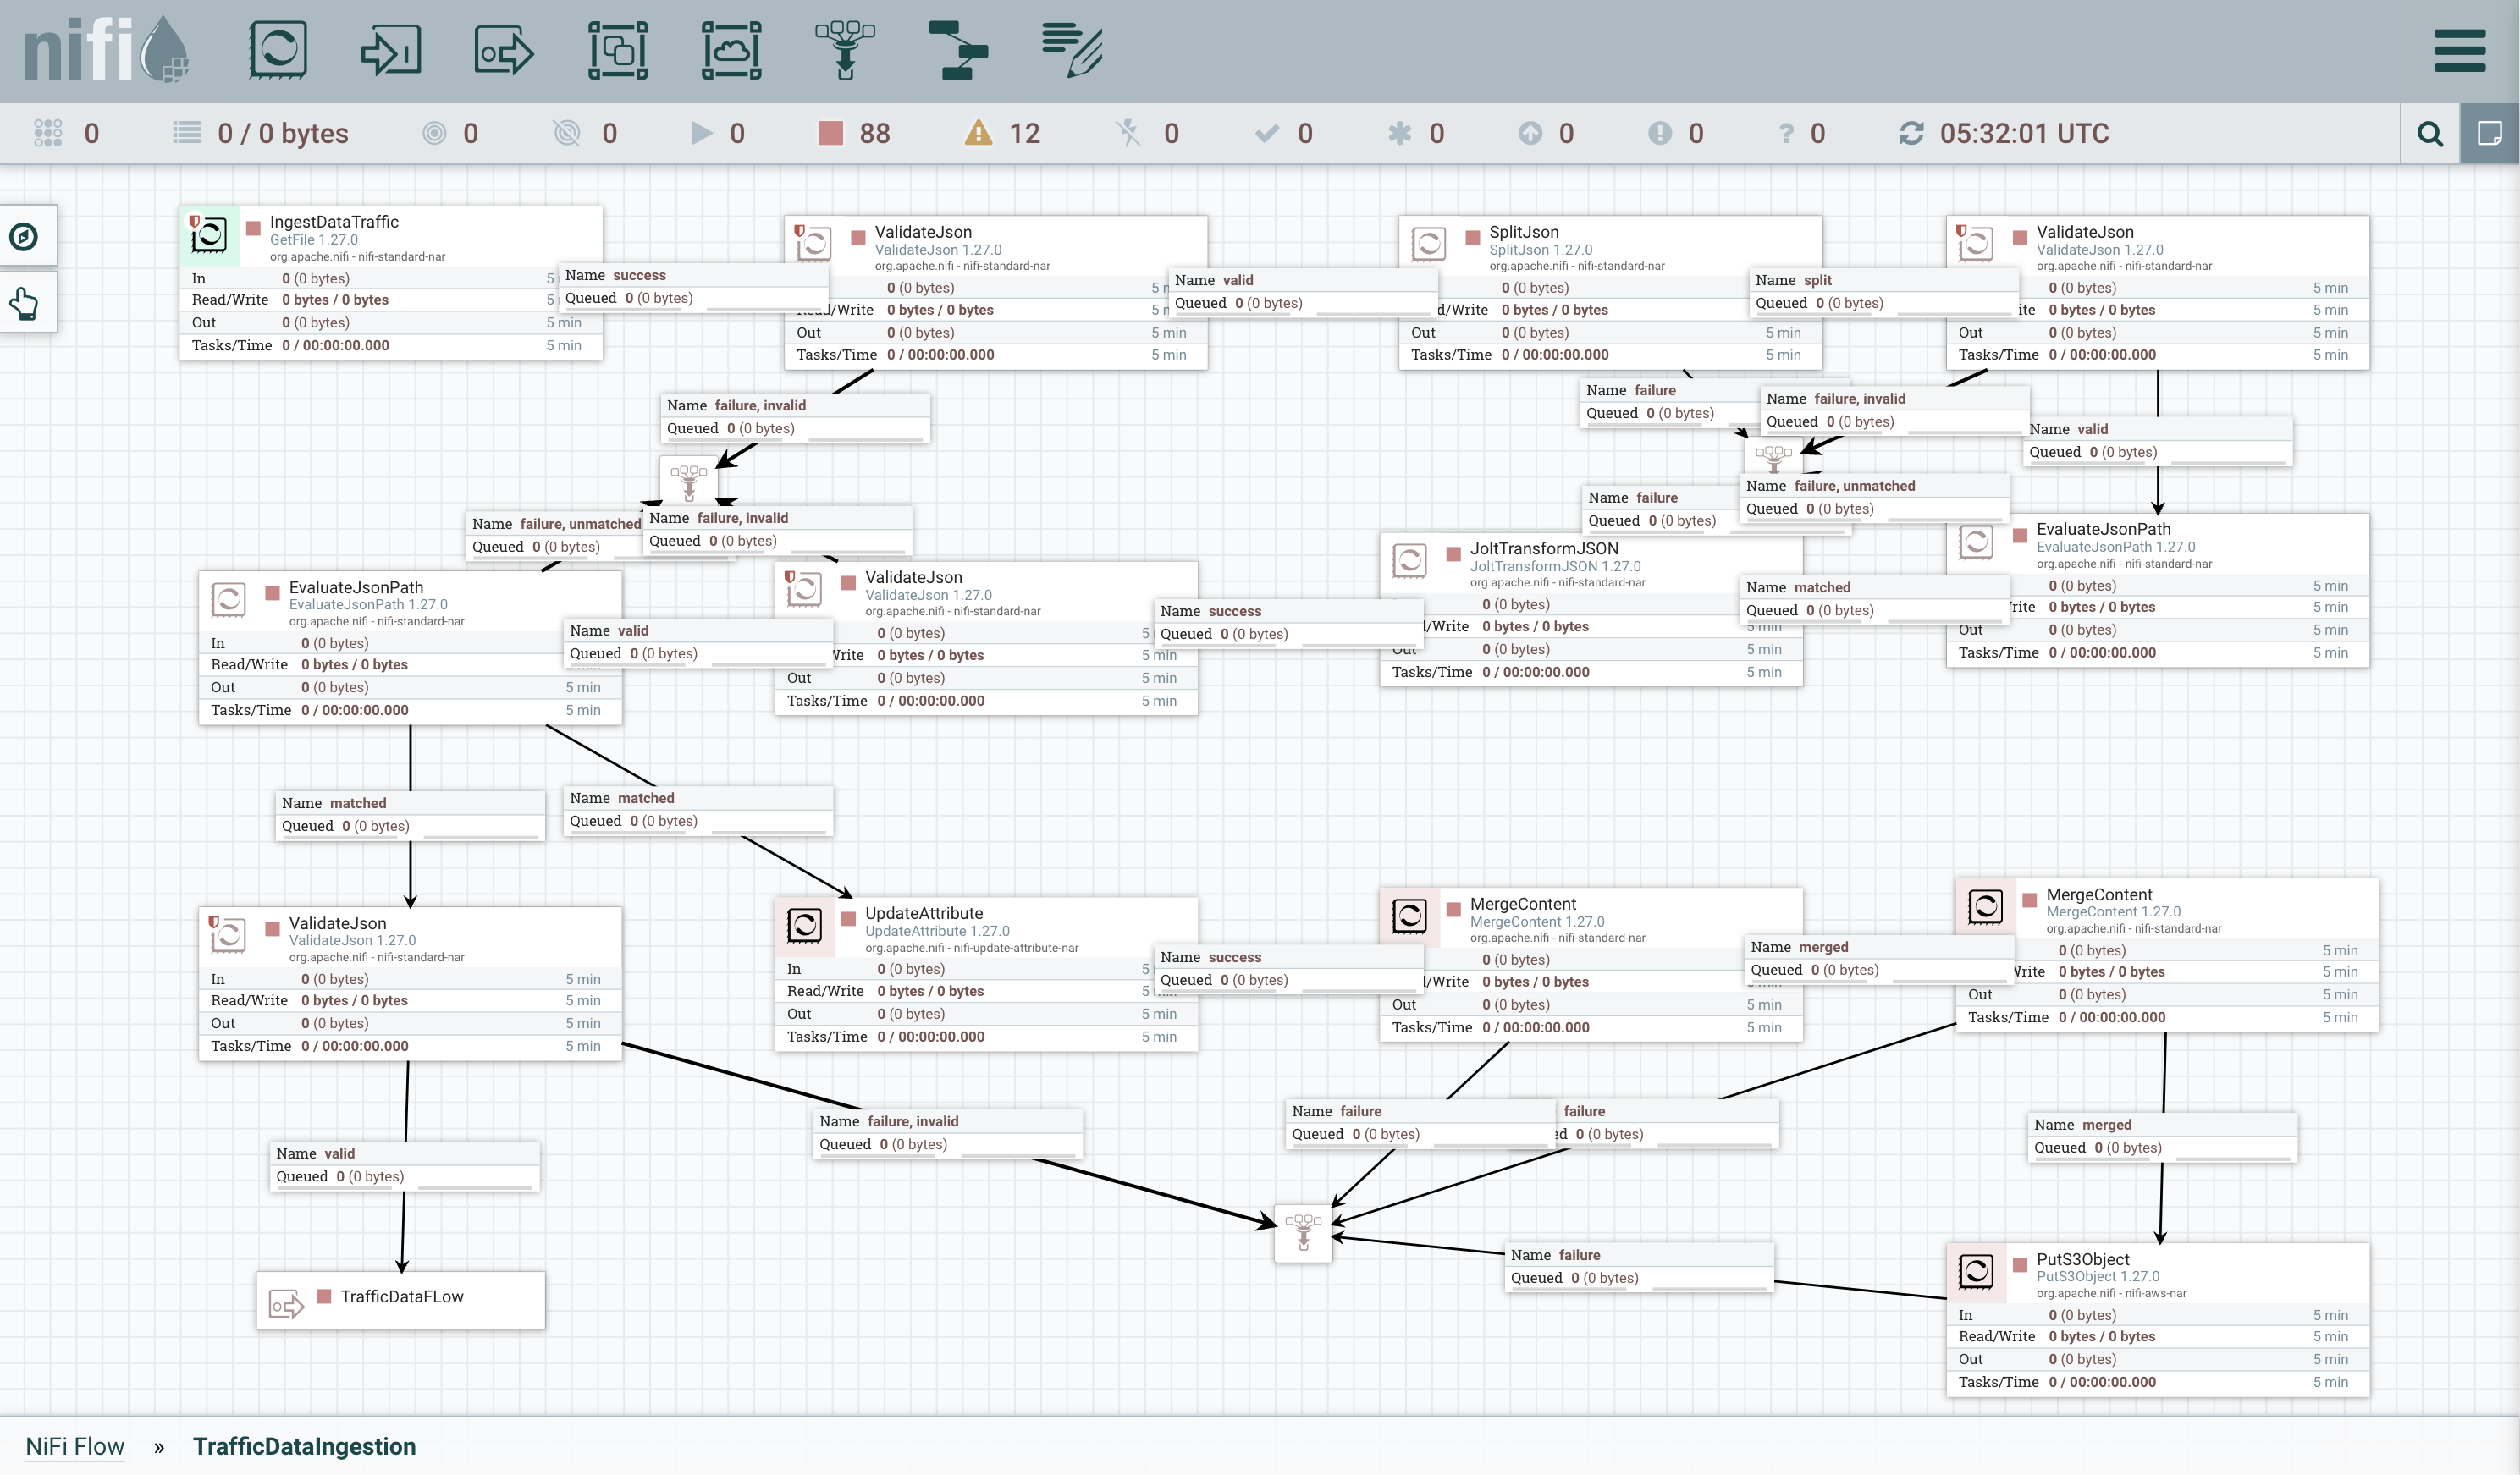 nifi
0
0 / 0 bytes
0
0
0
88
12
0
0
0
0
0
0
05:32:01 UTC
IngestDataTraffic
GetFile 1.27.0
org.apache.nifi - nifi-standard-nar
In 0 (0 bytes) 5
Read/Write 0 bytes / 0 bytes 5
Out 0 (0 bytes) 5 min
Tasks/Time 0 / 00:00:00.000 5 min
Name success
Queued 0 (0 bytes)
ValidateJson
ValidateJson 1.27.0
org.apache.nifi - nifi-standard-nar
0 (0 bytes) 5
Read/Write 0 bytes / 0 bytes 5
Out 0 (0 bytes) 5 min
Tasks/Time 0 / 00:00:00.000 5 min
Name valid
Queued 0 (0 bytes)
SplitJson
SplitJson 1.27.0
org.apache.nifi - nifi-standard-nar
0 (0 bytes)
d/Write 0 bytes / 0 bytes
Out 0 (0 bytes) 5 min
Tasks/Time 0 / 00:00:00.000 5 min
Name split
Queued 0 (0 bytes)
ValidateJson
ValidateJson 1.27.0
org.apache.nifi - nifi-standard-nar
0 (0 bytes) 5 min
ite 0 bytes / 0 bytes 5 min
Out 0 (0 bytes) 5 min
Tasks/Time 0 / 00:00:00.000 5 min
Name failure, invalid
Queued 0 (0 bytes)
Name failure
Queued 0 (0 bytes)
Name failure, invalid
Queued 0 (0 bytes)
Name valid
Queued 0 (0 bytes)
Name failure, unmatched
Queued 0 (0 bytes)
Name failure, invalid
Queued 0 (0 bytes)
Name failure
Queued 0 (0 bytes)
Name failure, unmatched
Queued 0 (0 bytes)
EvaluateJsonPath
EvaluateJsonPath 1.27.0
org.apache.nifi - nifi-standard-nar
In 0 (0 bytes)
Read/Write 0 bytes / 0 bytes 5 min
Out 0 (0 bytes) 5 min
Tasks/Time 0 / 00:00:00.000 5 min
Name valid
Queued 0 (0 bytes)
ValidateJson
ValidateJson 1.27.0
org.apache.nifi - nifi-standard-nar
0 (0 bytes) 5
Write 0 bytes / 0 bytes 5 min
Out 0 (0 bytes) 5 min
Tasks/Time 0 / 00:00:00.000 5 min
Name success
Queued 0 (0 bytes)
JoltTransformJSON
JoltTransformJSON 1.27.0
org.apache.nifi - nifi-standard-nar
0 (0 bytes)
d/Write 0 bytes / 0 bytes 5 min
Out 0 (0 bytes) 5 min
Tasks/Time 0 / 00:00:00.000 5 min
Name matched
Queued 0 (0 bytes)
EvaluateJsonPath
EvaluateJsonPath 1.27.0
org.apache.nifi - nifi-standard-nar
0 (0 bytes) 5 min
rite 0 bytes / 0 bytes 5 min
Out 0 (0 bytes) 5 min
Tasks/Time 0 / 00:00:00.000 5 min
Name matched
Queued 0 (0 bytes)
Name matched
Queued 0 (0 bytes)
ValidateJson
ValidateJson 1.27.0
org.apache.nifi - nifi-standard-nar
In 0 (0 bytes) 5 min
Read/Write 0 bytes / 0 bytes 5 min
Out 0 (0 bytes) 5 min
Tasks/Time 0 / 00:00:00.000 5 min
UpdateAttribute
UpdateAttribute 1.27.0
org.apache.nifi - nifi-update-attribute-nar
In 0 (0 bytes) 5
Read/Write 0 bytes / 0 bytes 5 min
Out 0 (0 bytes) 5 min
Tasks/Time 0 / 00:00:00.000 5 min
Name success
Queued 0 (0 bytes)
MergeContent
MergeContent 1.27.0
org.apache.nifi - nifi-standard-nar
0 (0 bytes)
d/Write 0 bytes / 0 bytes 5 min
Out 0 (0 bytes) 5 min
Tasks/Time 0 / 00:00:00.000 5 min
Name merged
Queued 0 (0 bytes)
MergeContent
MergeContent 1.27.0
org.apache.nifi - nifi-standard-nar
0 (0 bytes) 5 min
Write 0 bytes / 0 bytes 5 min
Out 0 (0 bytes) 5 min
Tasks/Time 0 / 00:00:00.000 5 min
Name failure, invalid
Queued 0 (0 bytes)
Name failure
Queued 0 (0 bytes)
failure
ed 0 (0 bytes)
Name merged
Queued 0 (0 bytes)
Name valid
Queued 0 (0 bytes)
Name failure
Queued 0 (0 bytes)
TrafficDataFLow
PutS3Object
PutS3Object 1.27.0
org.apache.nifi - nifi-aws-nar
In 0 (0 bytes) 5 min
Read/Write 0 bytes / 0 bytes 5 min
Out 0 (0 bytes) 5 min
Tasks/Time 0 / 00:00:00.000 5 min
NiFi Flow » TrafficDataIngestion